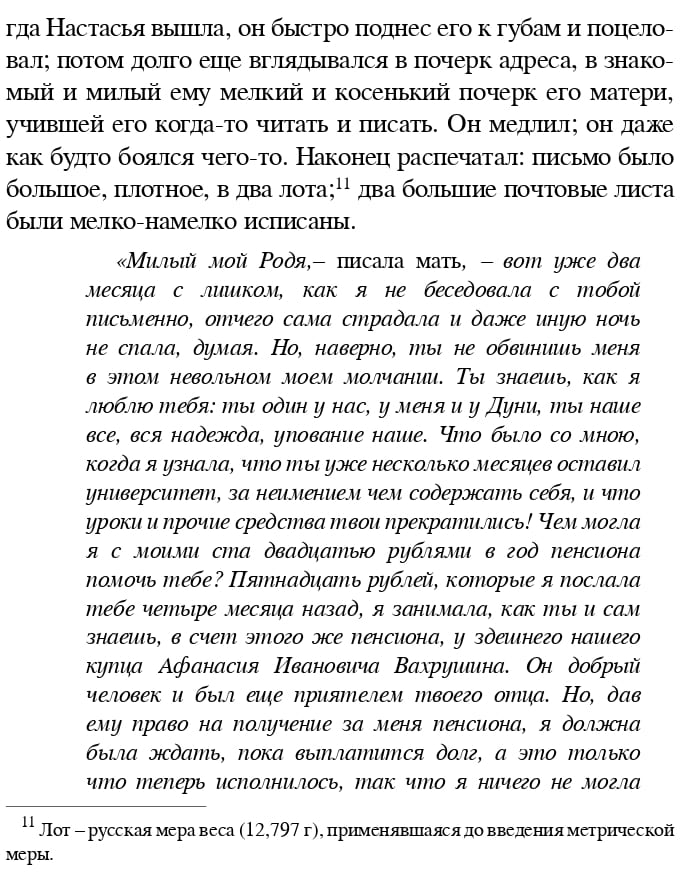 гда Настасья вышла, он быстро поднес его к губам и поцело-
вал; потом долго еще вглядывался в почерк адреса, в знако-
мый и милый ему мелкий и косенький почерк его матери,
учившей его когда-то читать и писать. Он медлил; он даже
как будто боялся чего-то. Наконец распечатал: письмо было
большое, плотное, в два лота;11 два большие почтовые листа
были мелко-намелко исписаны.
«Милый мой Родя,– писала мать, – вот уже два
месяца с лишком, как я не беседовала с тобой
письменно, отчего сама страдала и даже иную ночь
не спала, думая. Но, наверно, ты не обвинишь меня
в этом невольном моем молчании. Ты знаешь, как я
люблю тебя: ты один у нас, у меня и у Дуни, ты наше
все, вся надежда, упование наше. Что было со мною,
когда я узнала, что ты уже несколько месяцев оставил
университет, за неимением чем содержать себя, и что
уроки и прочие средства твои прекратились! Чем могла
я с моими ста двадцатью рублями в год пенсиона
помочь тебе? Пятнадцать рублей, которые я послала
тебе четыре месяца назад, я занимала, как ты и сам
знаешь, в счет этого же пенсиона, у здешнего нашего
купца Афанасия Ивановича Вахрушина. Он добрый
человек и был еще приятелем твоего отца. Но, дав
ему право на получение за меня пенсиона, я должна
была ждать, пока выплатится долг, а это только
что теперь исполнилось, так что я ничего не могла
11 Лот – русская мера веса (12,797 г), применявшаяся до введения метрической
меры.